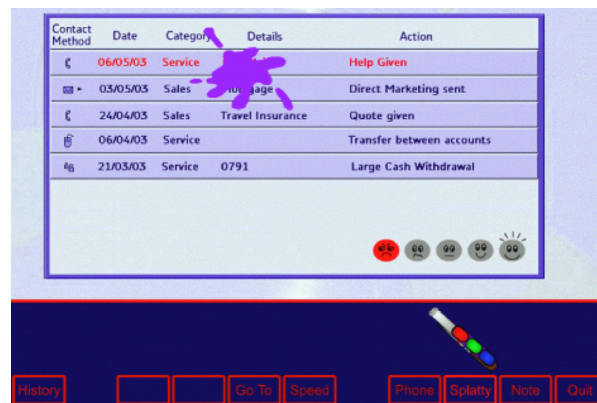 Contact Method Date Category Details Action
06/05/03 Service Help Given
03/05/03 Sales Direct Marketing sent
24/04/03 Sales Travel Insurance Quote given
06/04/03 Service Transfer between accounts
21/03/03 Service 0791 Large Cash Withdrawal
History Go To Speed Phone Splatty Note Quit